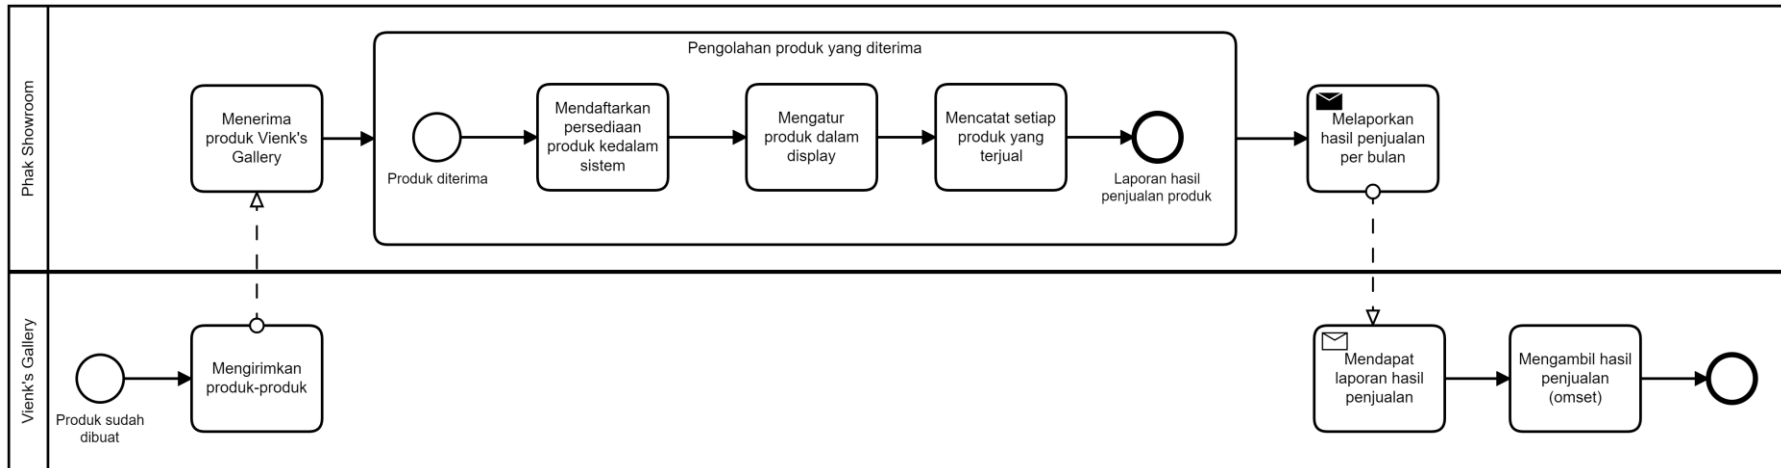 Phak Showroom
Pengolahan produk yang diterima
Menerima
produk Vienk's
Gallery
Produk diterima
Mendaftarkan
persediaan
produk kedalam
sistem
Mengatur
produk dalam
display
Mencatat setiap
produk yang
terjual
Laporan hasil
penjualan produk
Melaporkan
hasil penjualan
per bulan
Vienk's Gallery
Produk sudah
dibuat
Mengirimkan
produk-produk
Mendapat
laporan hasil
penjualan
Mengambil hasil
penjualan
(omset)